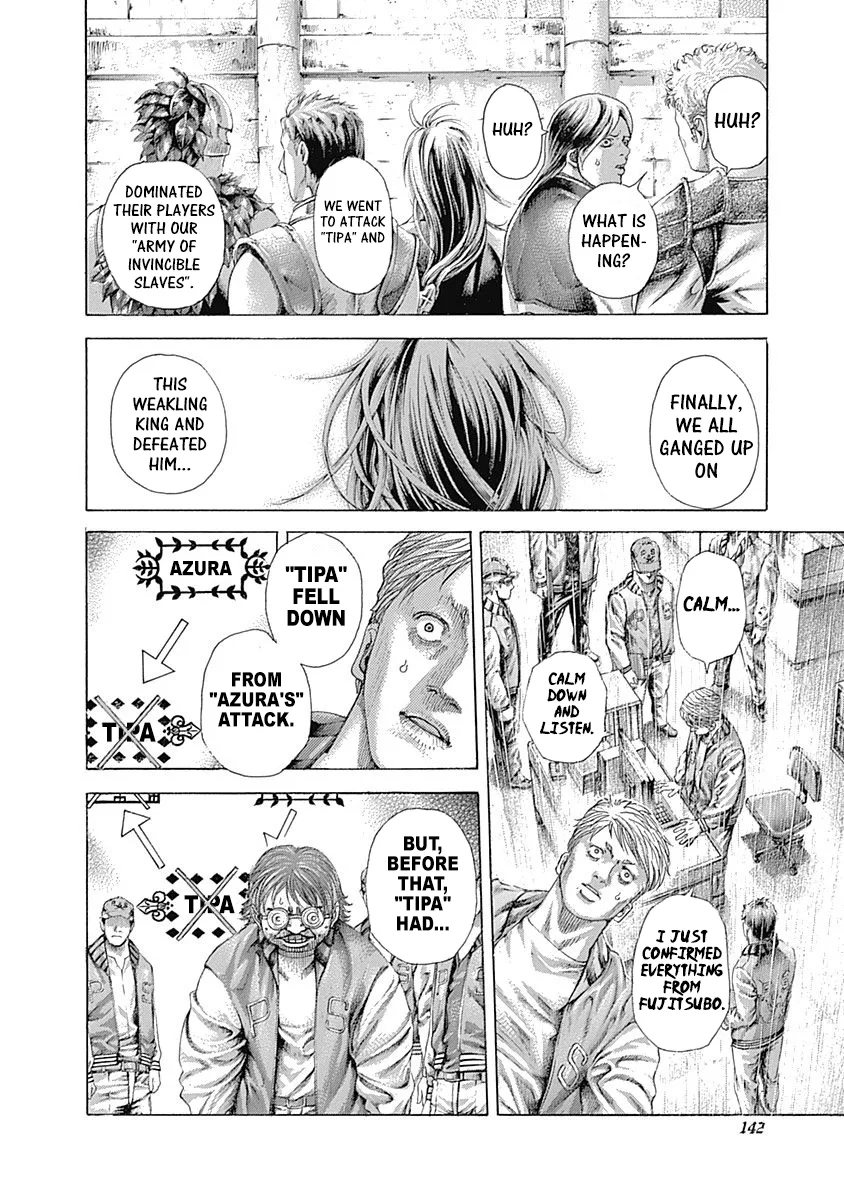 HUH?
HUH?
WHAT IS
HAPPEN-
ING?
WE WENT
TO ATTACK
"TIPA" AND
DOMINATED
THEIR PLAYERS
WITH OUR
"ARMY OF
INVINCIBLE
SLAVES".
FINALLY,
WE ALL
GANGED UP
ON
THIS
WEAKLING
KING AND
DEFEATED
HIM...
CALM...
CALM
DOWN
AND
LISTEN.
I JUST
CONFIRMED
EVERYTHING
FROM
FUJITSUBO.
P
S
"TIPA"
FELL
DOWN
FROM
"AZURA'S"
ATTACK.
AZURA
TIPA
BUT,
BEFORE
THAT,
"TIPA"
HAD...
TIPA
P
S
142